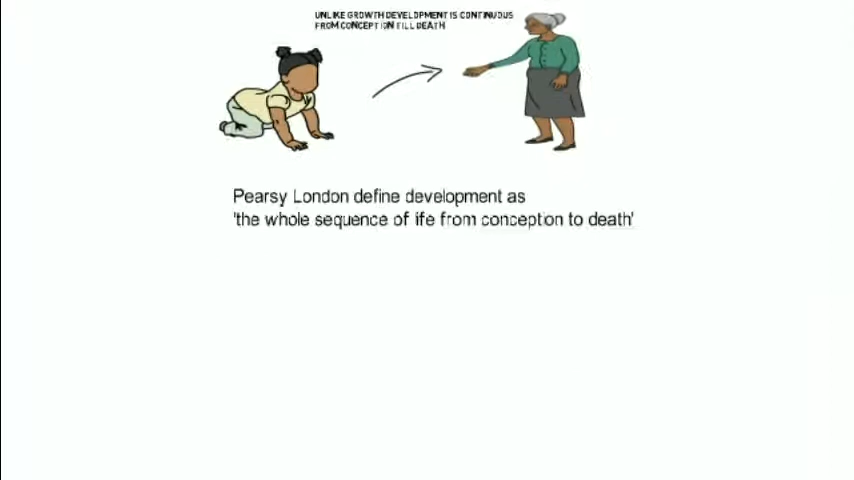 UNLIKE GROWTH DEVELOPMENT IS CONTINUOUS
FROM CONCEPTION TILL DEATH
Pearsy London define development as
'the whole sequence of ife from conception to death'